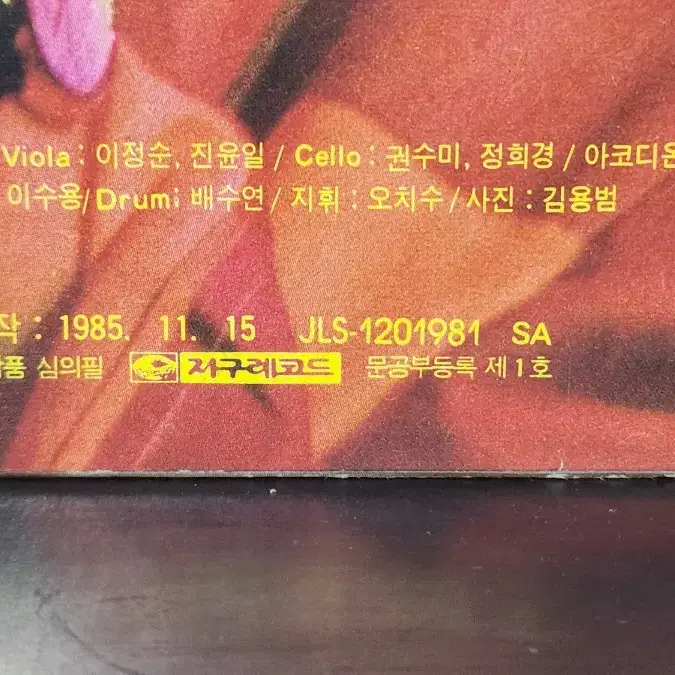 Viola : 이정순, 진윤일 / Cello : 권수미, 정희경 / 아코디온
이수용/Drum; 배수연 / 지휘 : 오치수 / 사진 : 김용범
작 : 1985. 11. 15 JLS-1201981 SA
품 심의필 지구레코드 문공부등록 제1호